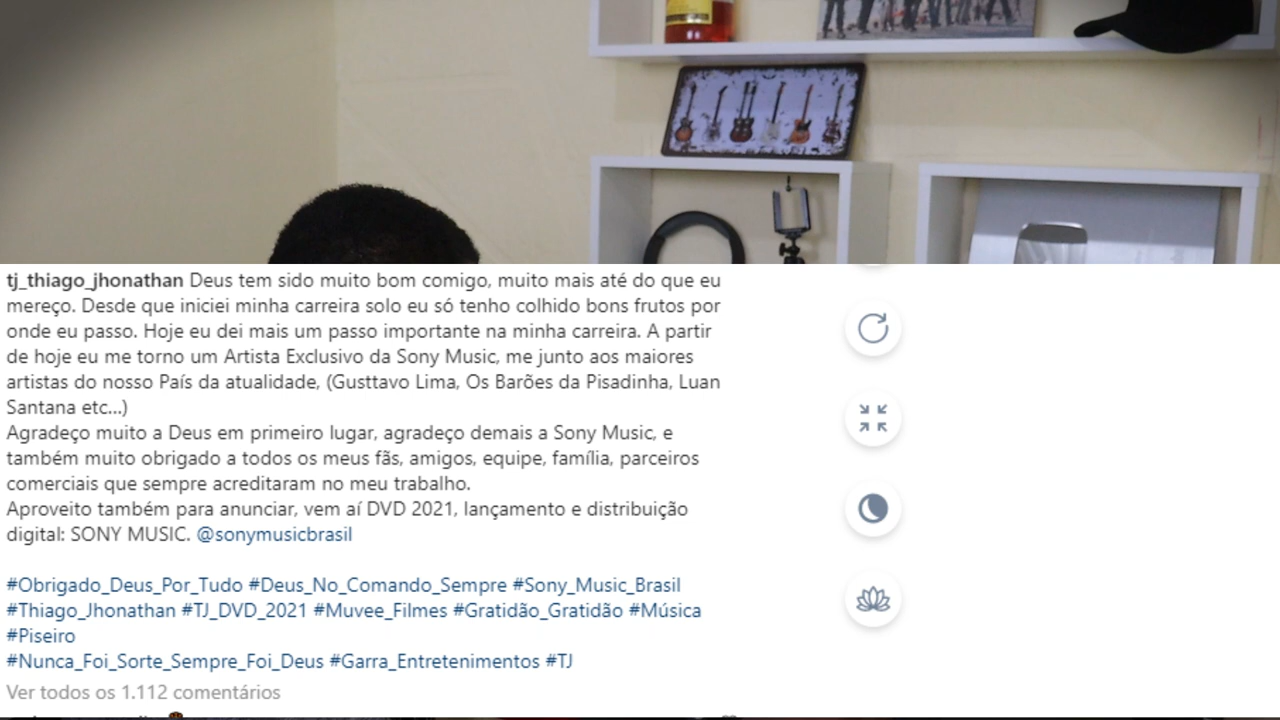 tj_thiago_jhonathan Deus tem sido muito bom comigo, muito mais até do que eu
mereço. Desde que iniciei minha carreira solo eu só tenho colhido bons frutos por
onde eu passo. Hoje eu dei mais um passo importante na minha carreira. A partir
de hoje eu me torno um Artista Exclusivo da Sony Music, me junto aos maiores
artistas do nosso País da atualidade, (Gusttavo Lima, Os Barões da Pisadinha, Luan
Santana etc...)
Agradeço muito a Deus em primeiro lugar, agradeço demais a Sony Music, e
também muito obrigado a todos os meus fãs, amigos, equipe, família, parceiros
comerciais que sempre acreditaram no meu trabalho.
Aproveito também para anunciar, vem aí DVD 2021, lançamento e distribuição
digital: SONY MUSIC. @sonymusicbrasil
#Obrigado_Deus_Por_Tudo #Deus_No_Comando_Sempre #Sony_Music_Brasil
#Thiago_Jhonathan #TJ_DVD_2021 #Muvee_Filmes #Gratidão_Gratidão #Música
#Piseiro
#Nunca_Foi_Sorte_Sempre_Foi_Deus #Garra_Entretenimentos #TJ
Ver todos os 1.112 comentários